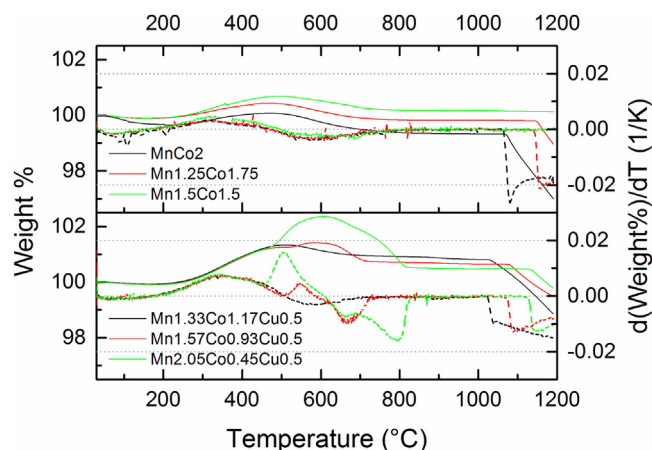 200 400 600 800 1000 1200
102
100
98
96
0.02
0.00
-0.02
MnCo2
Mn1.25Co1.75
Mn1.5Co1.5
102
100
98
0.02
0.00
-0.02
Mn1.33Co1.17Cu0.5
Mn1.57Co0.93Cu0.5
Mn2.05Co0.45Cu0.5
200 400 600 800 1000 1200
Weight %
d(Weight%)/dT (1/K)
Temperature (°C)